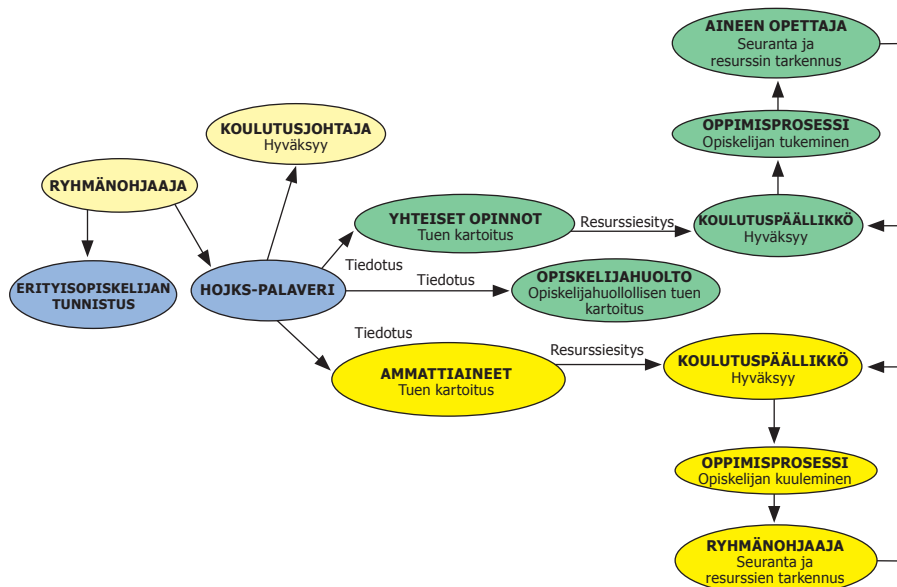 AINEEN OPETTAJA
Seuranta ja
resurssin tarkennus
KOULUTUSJOHTAJA
Hyväksyy
OPPIMISPROSESSI
Opiskelijan tukeminen
RYHMÄNOHJAAJA
YHTEISET OPINNOT
Tuen kartoitus
Resurssiesitys
KOULUTUSPÄÄLLIKKÖ
Hyväksyy
ERITYISOPISKELIJAN
TUNNISTUS
HOJKS-PALAVERI
Tiedotus
Tiedotus
OPISKELIJAHUOLTO
Opiskelijahuollollisen tuen
kartoitus
Tiedotus
AMMATTIAINEET
Tuen kartoitus
Resurssiesitys
KOULUTUSPÄÄLLIKKÖ
Hyväksyy
OPPIMISPROSESSI
Opiskelijan kuuleminen
RYHMÄNOHJAAJA
Seuranta ja
resurssien tarkennus